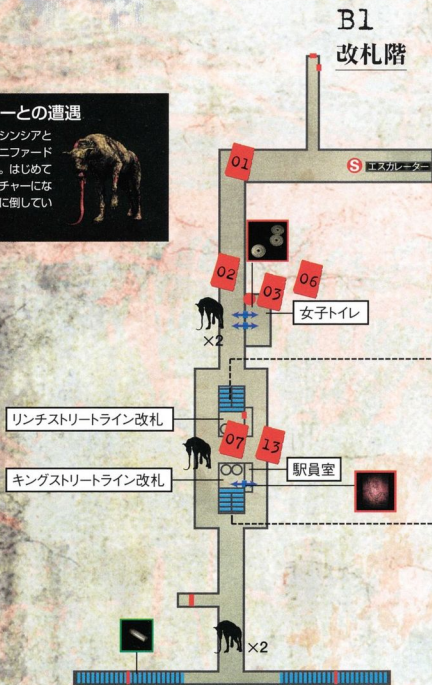 B1
改札階
ーとの遭遇
シンシアと
ニファード
。はじめて
チャーにな
に倒してい
01
S エスカレーター
02
03
06
女子トイレ
×2
リンチストリートライン改札
07
13
駅員室
キングストリートライン改札
×2